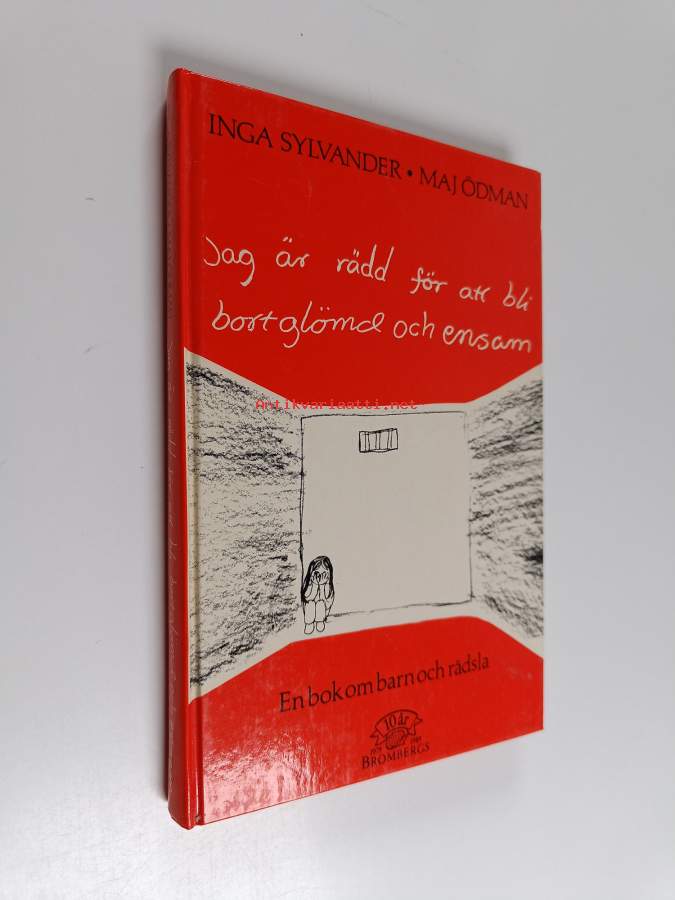 INGA SYLVANDER • MAJ ÖDMAN
Jag är rädd för att bli
bortglömd och ensam
Antikvariaatti.net
En bok om barn och rädsla
10 år
BROMBERGS